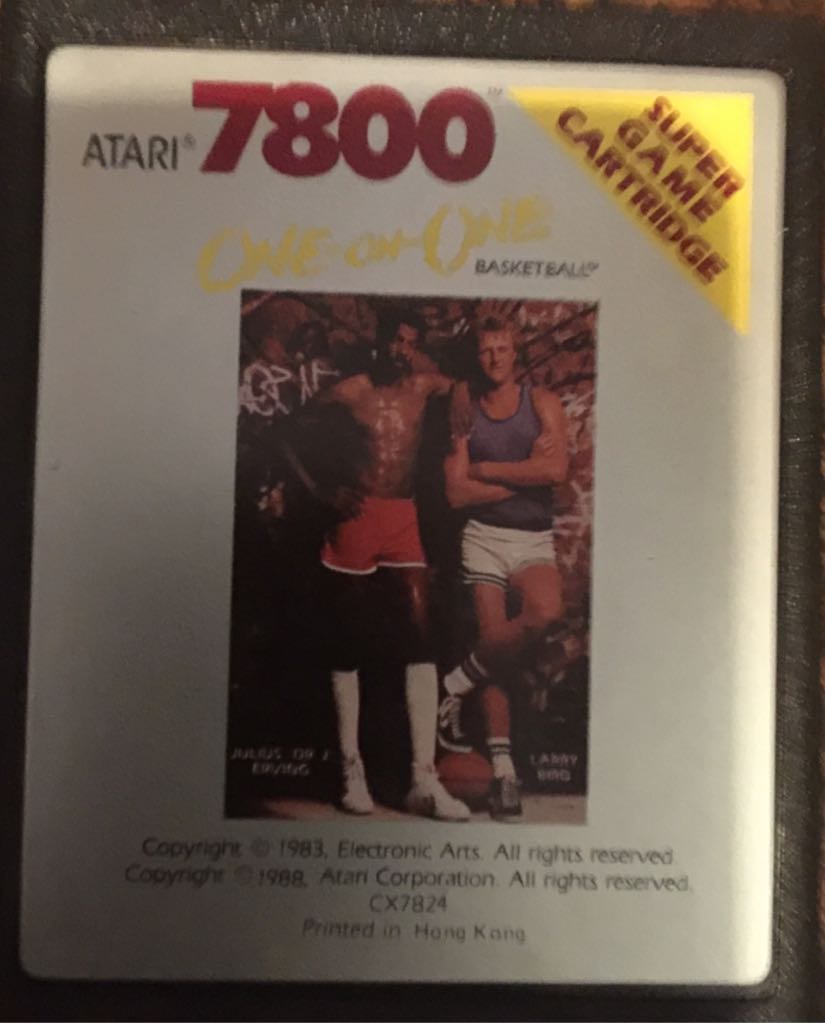 ATARI® 7800™
SUPER
GAME
CARTRIDGE
ONE-ON-ONE
BASKETBALL™
JULIUS "DR J"
ERVING
LARRY
BIRD
Copyright © 1983, Electronic Arts. All rights reserved.
Copyright © 1988, Atari Corporation. All rights reserved.
CX7824
Printed in Hong Kong